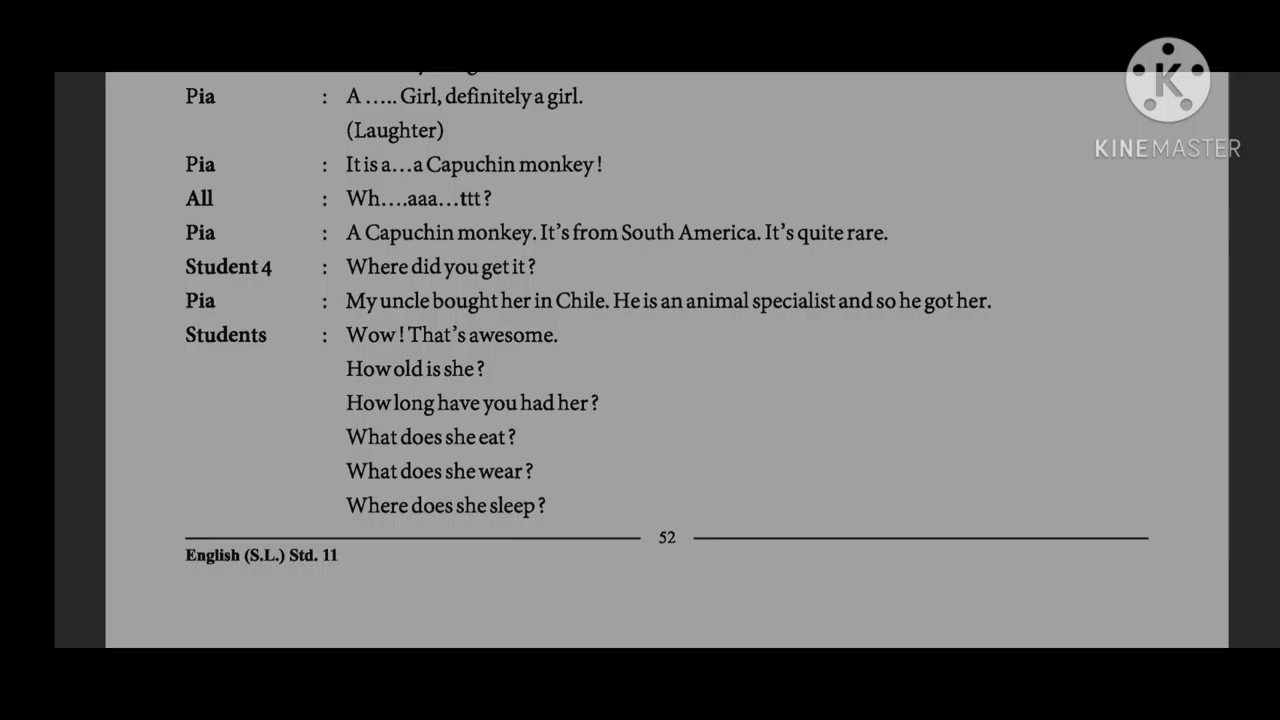 Pia : A ..... Girl, definitely a girl.
(Laughter)
Pia : It is a...a Capuchin monkey !
All : Wh....aaa...ttt ?
Pia : A Capuchin monkey. It's from South America. It's quite rare.
Student 4 : Where did you get it ?
Pia : My uncle bought her in Chile. He is an animal specialist and so he got her.
Students : Wow ! That's awesome.
How old is she ?
How long have you had her ?
What does she eat ?
What does she wear ?
Where does she sleep ?
52
English (S.L.) Std. 11
K
KINEMASTER